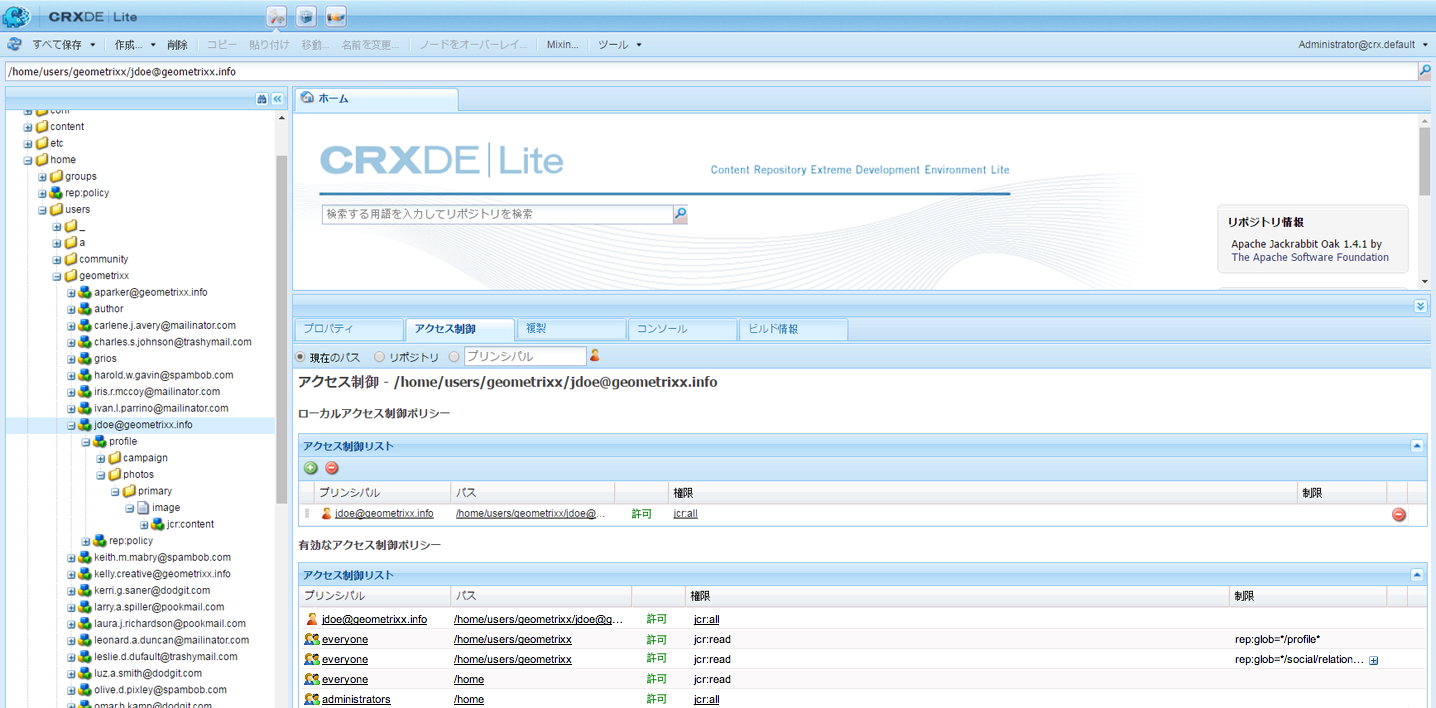 CRXDE | Lite
すべて保存 作成... 削除 コピー 貼り付け 移動... 名前を変更... ノードをオーバーレイ... Mixin... ツール Administrator@crx.default
/home/users/geometrixx/jdoe@geometrixx.info
content
etc
home
groups
rep:policy
users
_
a
community
geometrixx
aparker@geometrixx.info
author
carlene.j.avery@mailinator.com
charles.s.johnson@trashymail.com
grios
harold.w.gavin@spambob.com
iris.r.mccoy@mailinator.com
ivan.l.parrino@mailinator.com
jdoe@geometrixx.info
profile
campaign
photos
primary
image
jcr:content
rep:policy
keith.m.mabry@spambob.com
kelly.creative@geometrixx.info
kerri.g.saner@dodgit.com
larry.a.spiller@pookmail.com
laura.j.richardson@pookmail.com
leonard.a.duncan@mailinator.com
leslie.d.dufault@trashymail.com
luz.a.smith@dodgit.com
olive.d.pixley@spambob.com
omar.b.kamp@dodgit.com
ホーム
CRXDE | Lite
Content Repository Extreme Development Environment Lite
検索する用語を入力してリポジトリを検索
リポジトリ情報
Apache Jackrabbit Oak 1.4.1 by
The Apache Software Foundation
プロパティ アクセス制御 複製 コンソール ビルド情報
現在のパス リポジトリ プリンシパル
アクセス制御 - /home/users/geometrixx/jdoe@geometrixx.info
ローカルアクセス制御ポリシー
アクセス制御リスト
プリンシパル パス 権限 制限
jdoe@geometrixx.info /home/users/geometrixx/jdoe@... 許可 jcr:all
有効なアクセス制御ポリシー
アクセス制御リスト
プリンシパル パス 権限 制限
jdoe@geometrixx.info /home/users/geometrixx/jdoe@g... 許可 jcr:all
everyone /home/users/geometrixx 許可 jcr:read rep:glob=*/profile*
everyone /home/users/geometrixx 許可 jcr:read rep:glob=*/social/relation...
everyone /home 許可 jcr:read
administrators /home 許可 jcr:all